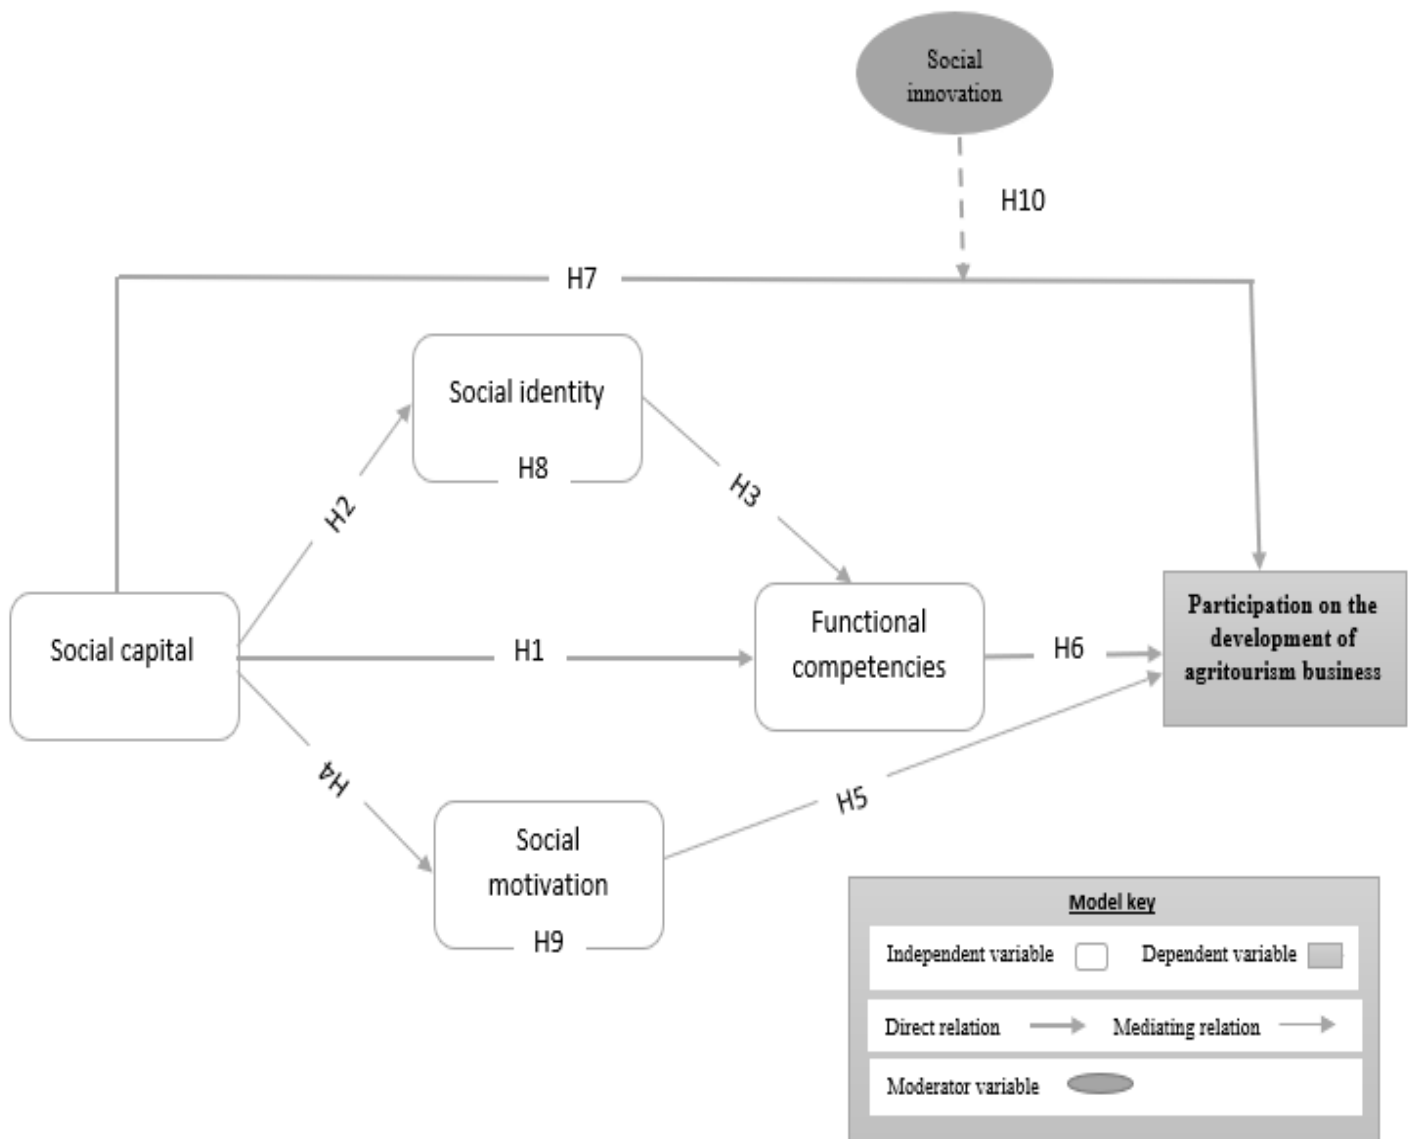 Social
innovation
H10
H7
Social identity
H8
H2
H3
Social capital
H1
Functional
competencies
H6
Participation on the
development of
agritourism business
H4
H5
Social
motivation
H9
Model key
Independent variable
Dependent variable
Direct relation
Mediating relation
Moderator variable